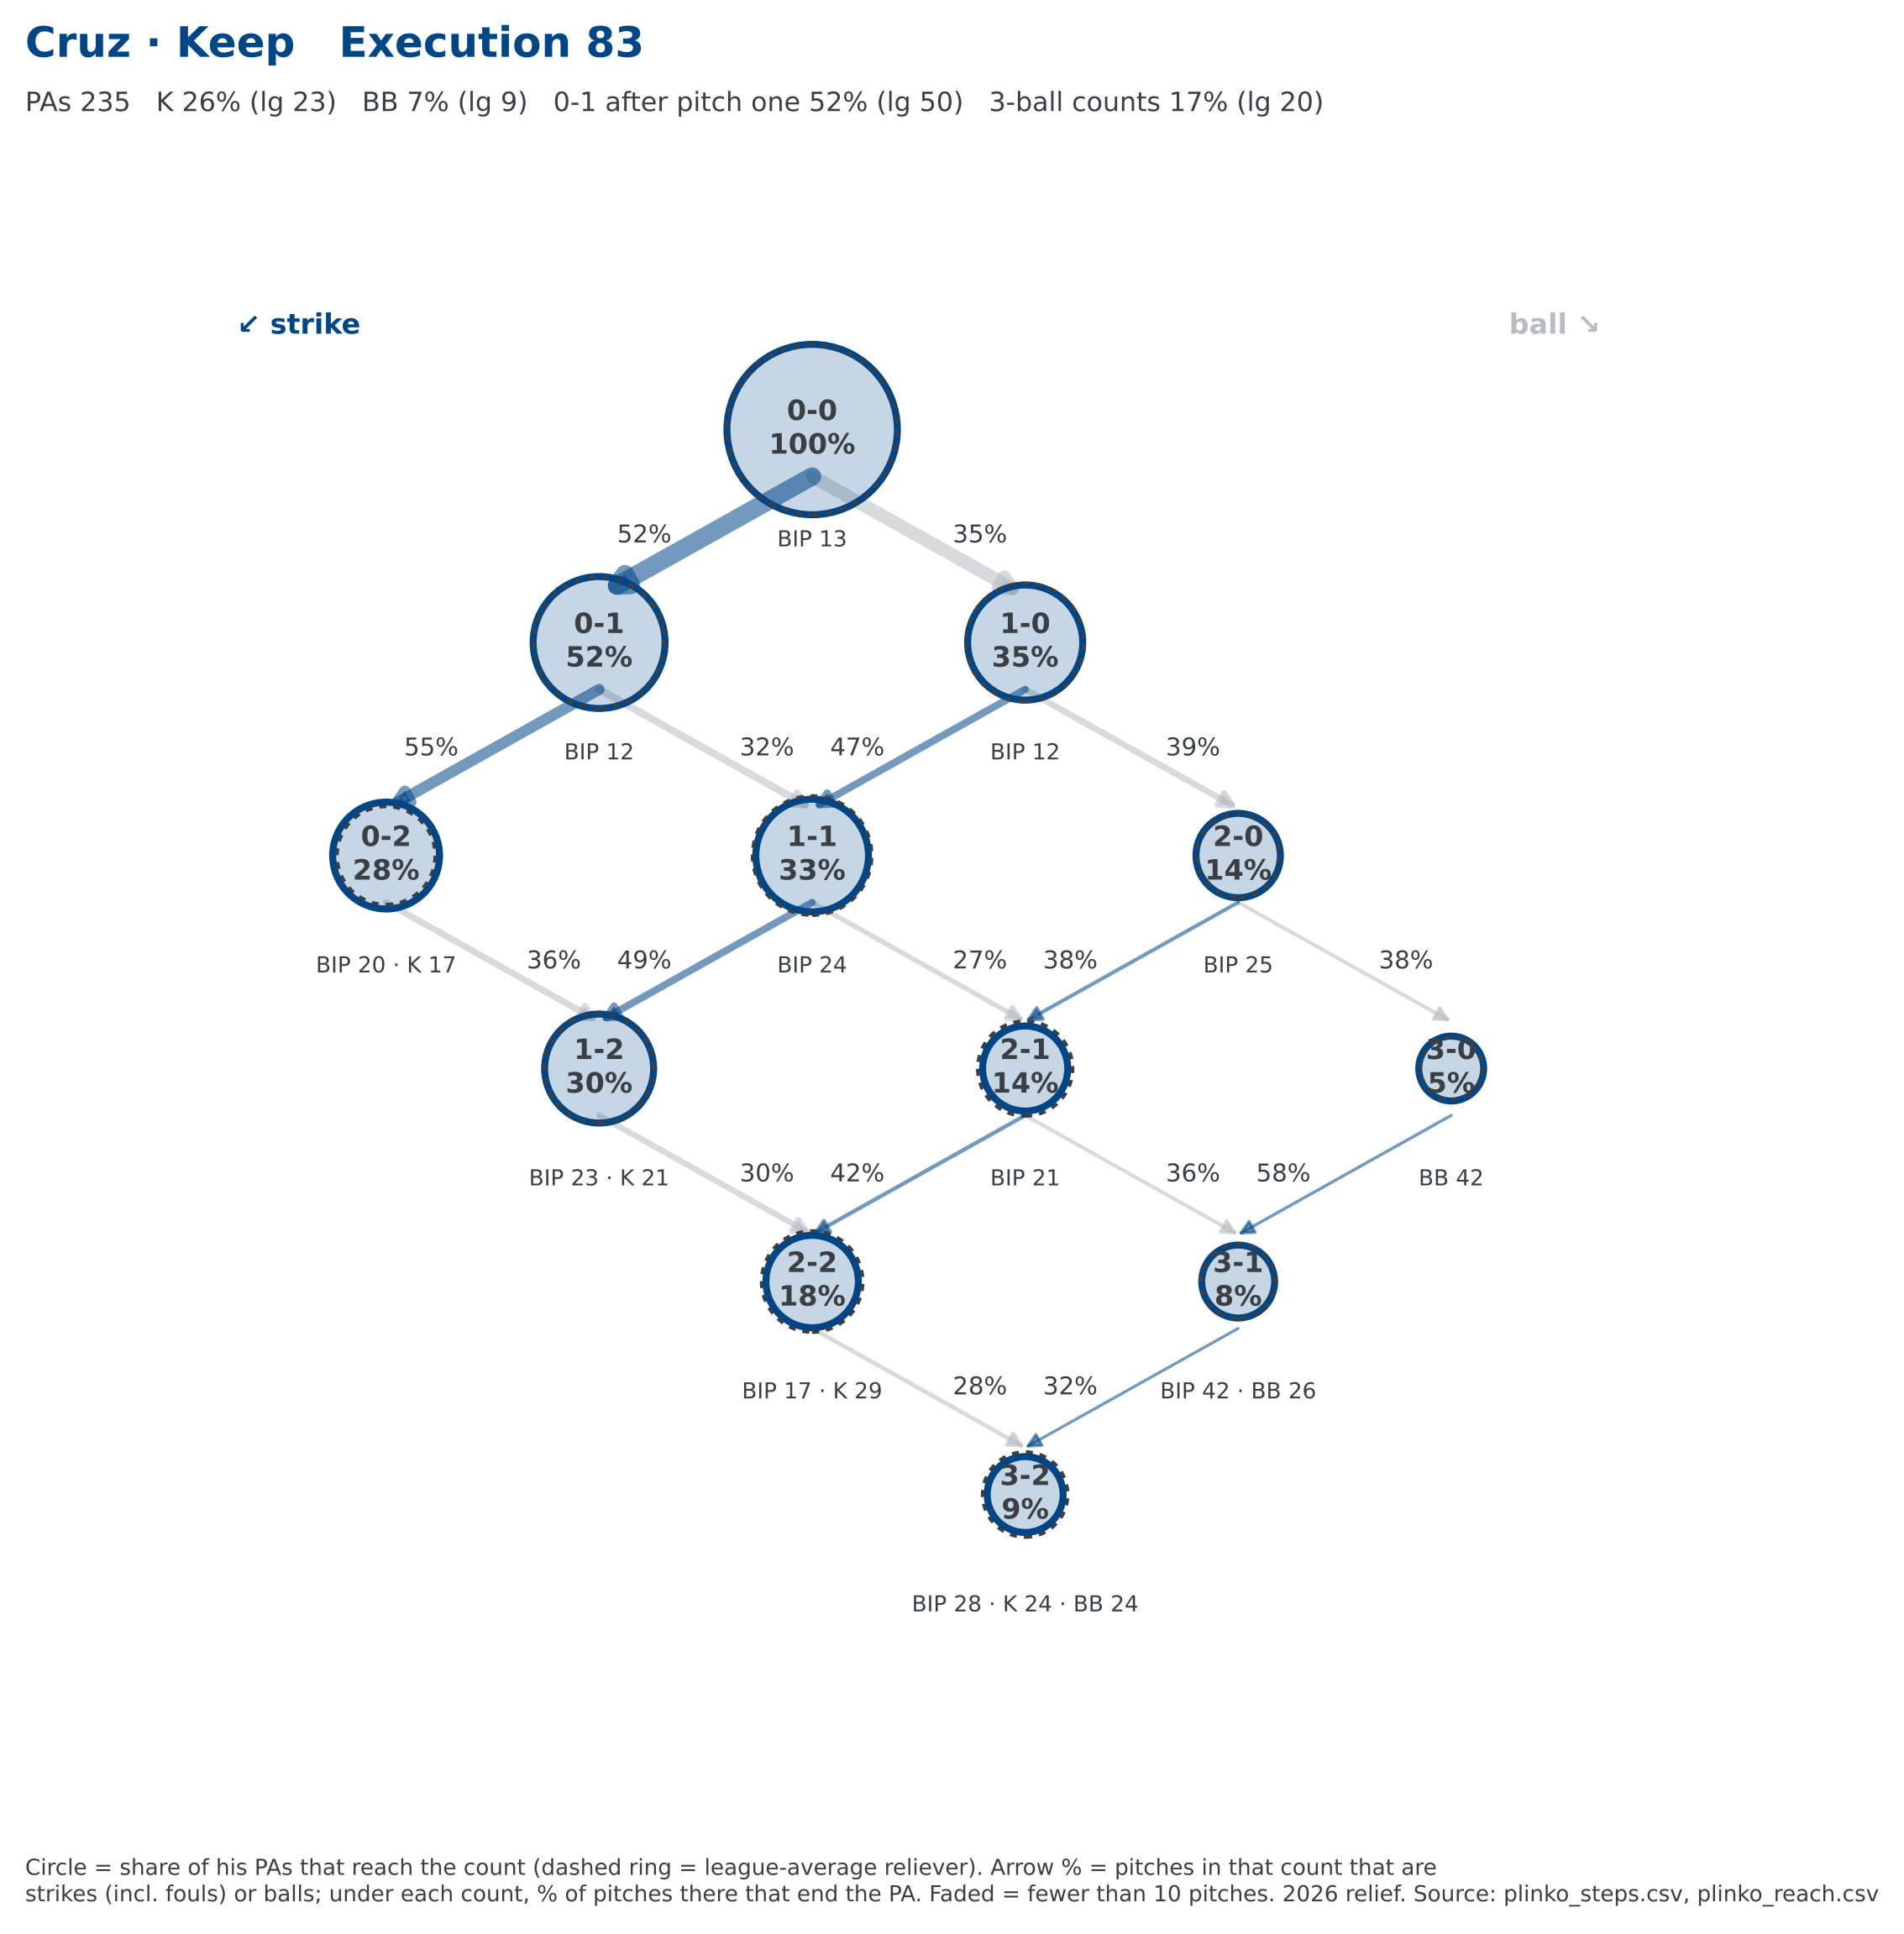 Cruz · Keep   Execution 83
PAs 235   K 26% (lg 23)   BB 7% (lg 9)   0-1 after pitch one 52% (lg 50)   3-ball counts 17% (lg 20)
↙ strike
ball ↘
0-0
100%
52%
35%
BIP 13
0-1
52%
1-0
35%
55%
32%
47%
39%
BIP 12
BIP 12
0-2
28%
1-1
33%
2-0
14%
36%
49%
27%
38%
38%
BIP 20 · K 17
BIP 24
BIP 25
1-2
30%
2-1
14%
3-0
5%
30%
42%
36%
58%
BIP 23 · K 21
BIP 21
BB 42
2-2
18%
3-1
8%
28%
32%
BIP 17 · K 29
BIP 42 · BB 26
3-2
9%
BIP 28 · K 24 · BB 24
Circle = share of his PAs that reach the count (dashed ring = league-average reliever). Arrow % = pitches in that count that are
strikes (incl. fouls) or balls; under each count, % of pitches there that end the PA. Faded = fewer than 10 pitches. 2026 relief. Source: plinko_steps.csv, plinko_reach.csv